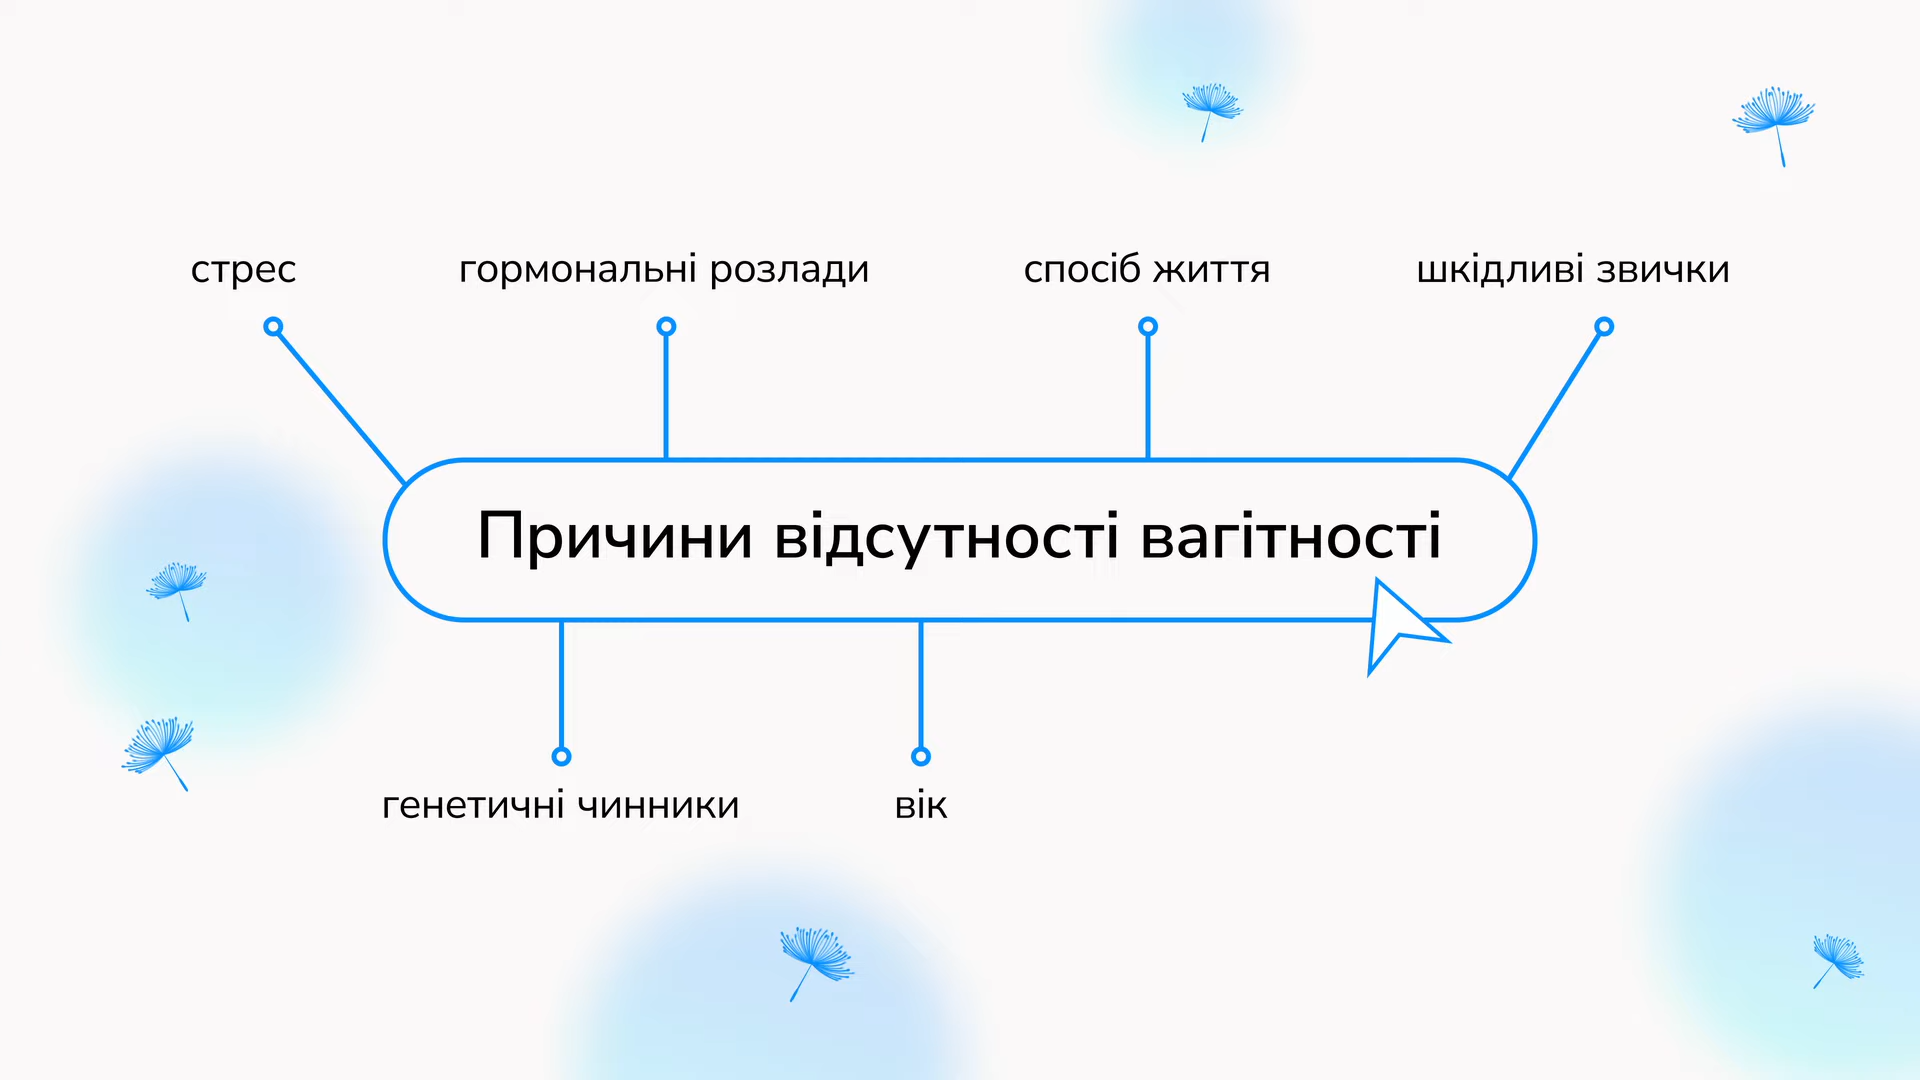 стрес
гормональні розлади
спосіб життя
шкідливі звички
Причини відсутності вагітності
генетичні чинники
вік